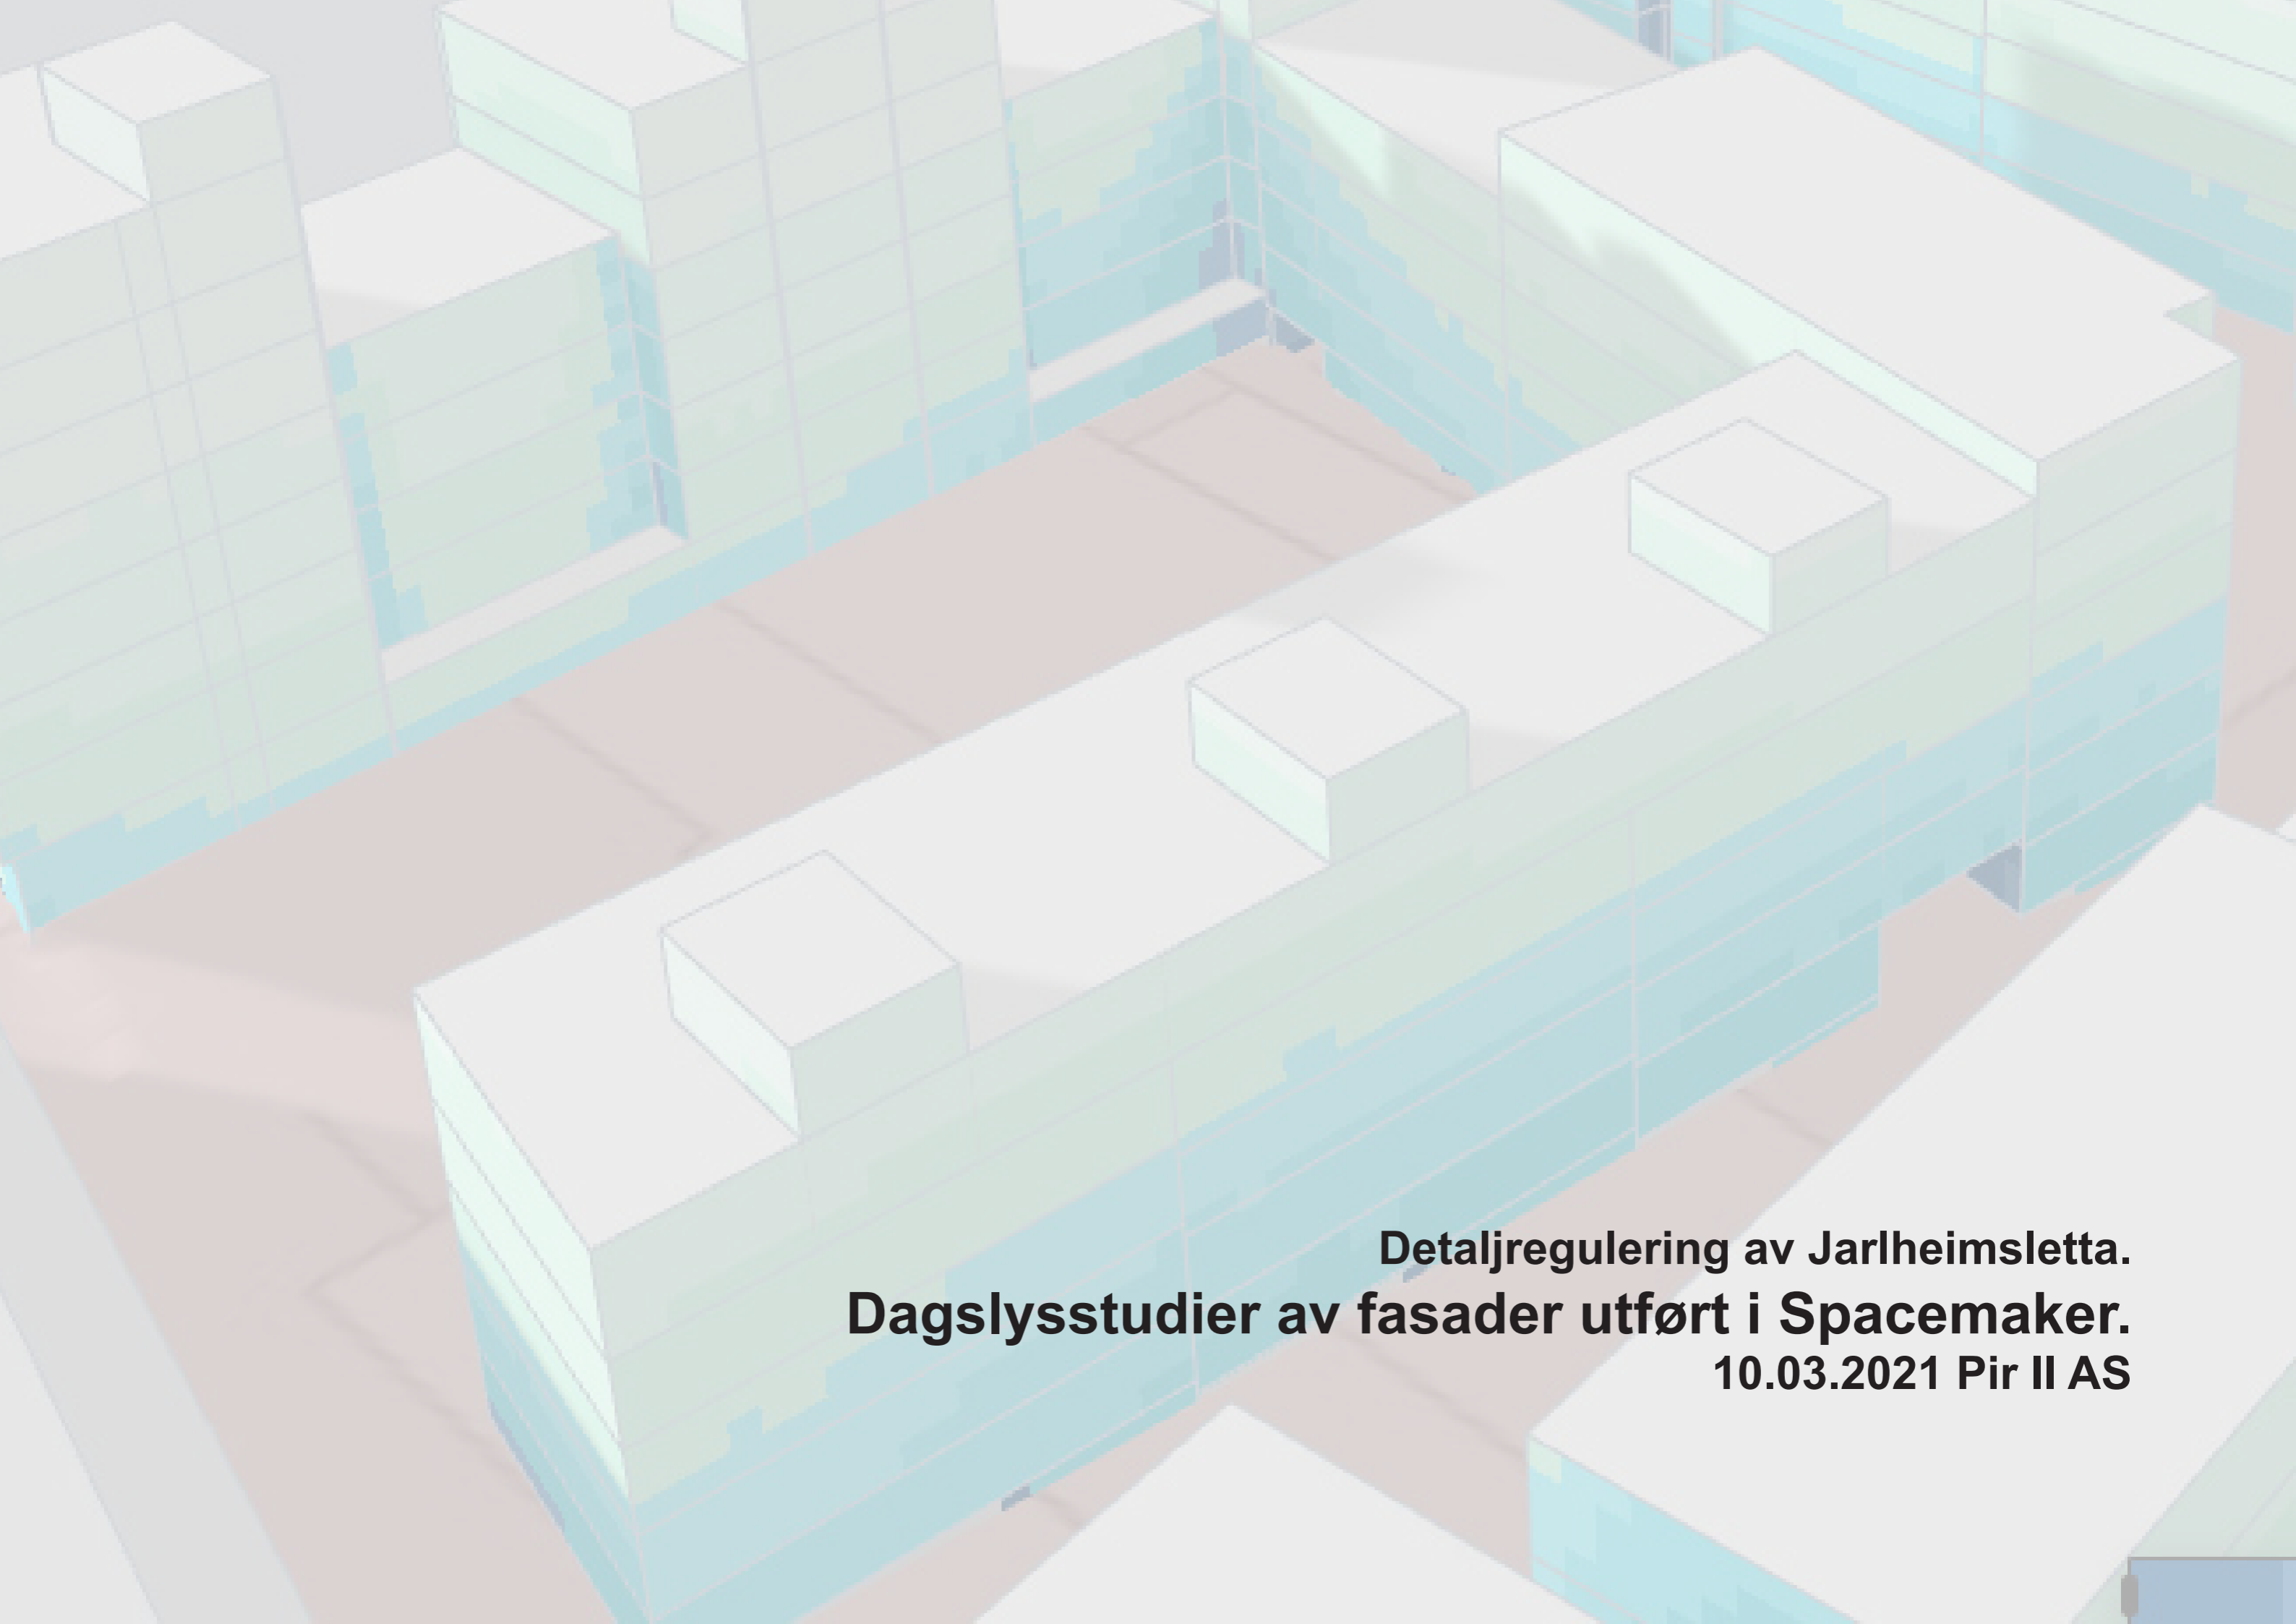 Detaljregulering av Jarlheimsletta.
Dagslysstudier av fasader utført i Spacemaker.
10.03.2021 Pir II AS